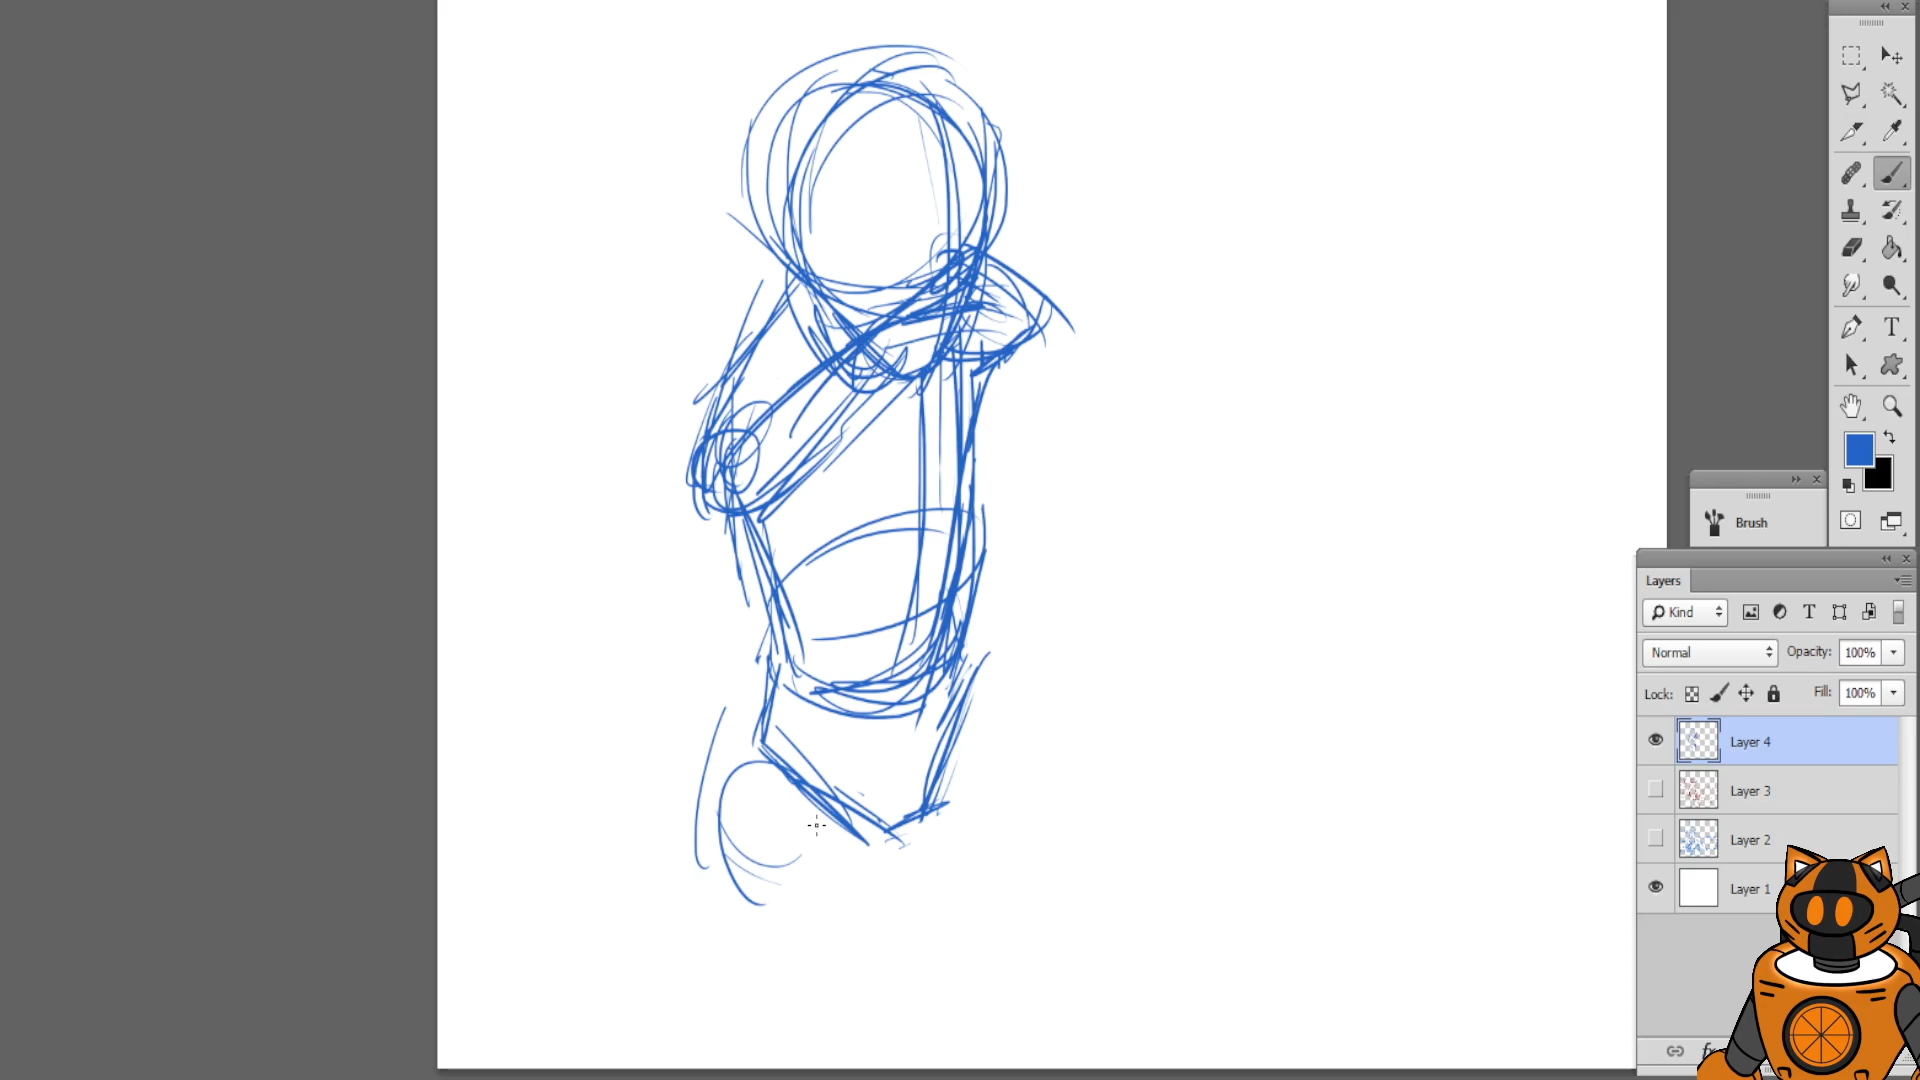 T
Brush
Layers
Kind
T
Normal
Opacity: 100%
Lock:
Fill: 100%
Layer 4
Layer 3
Layer 2
Layer 1